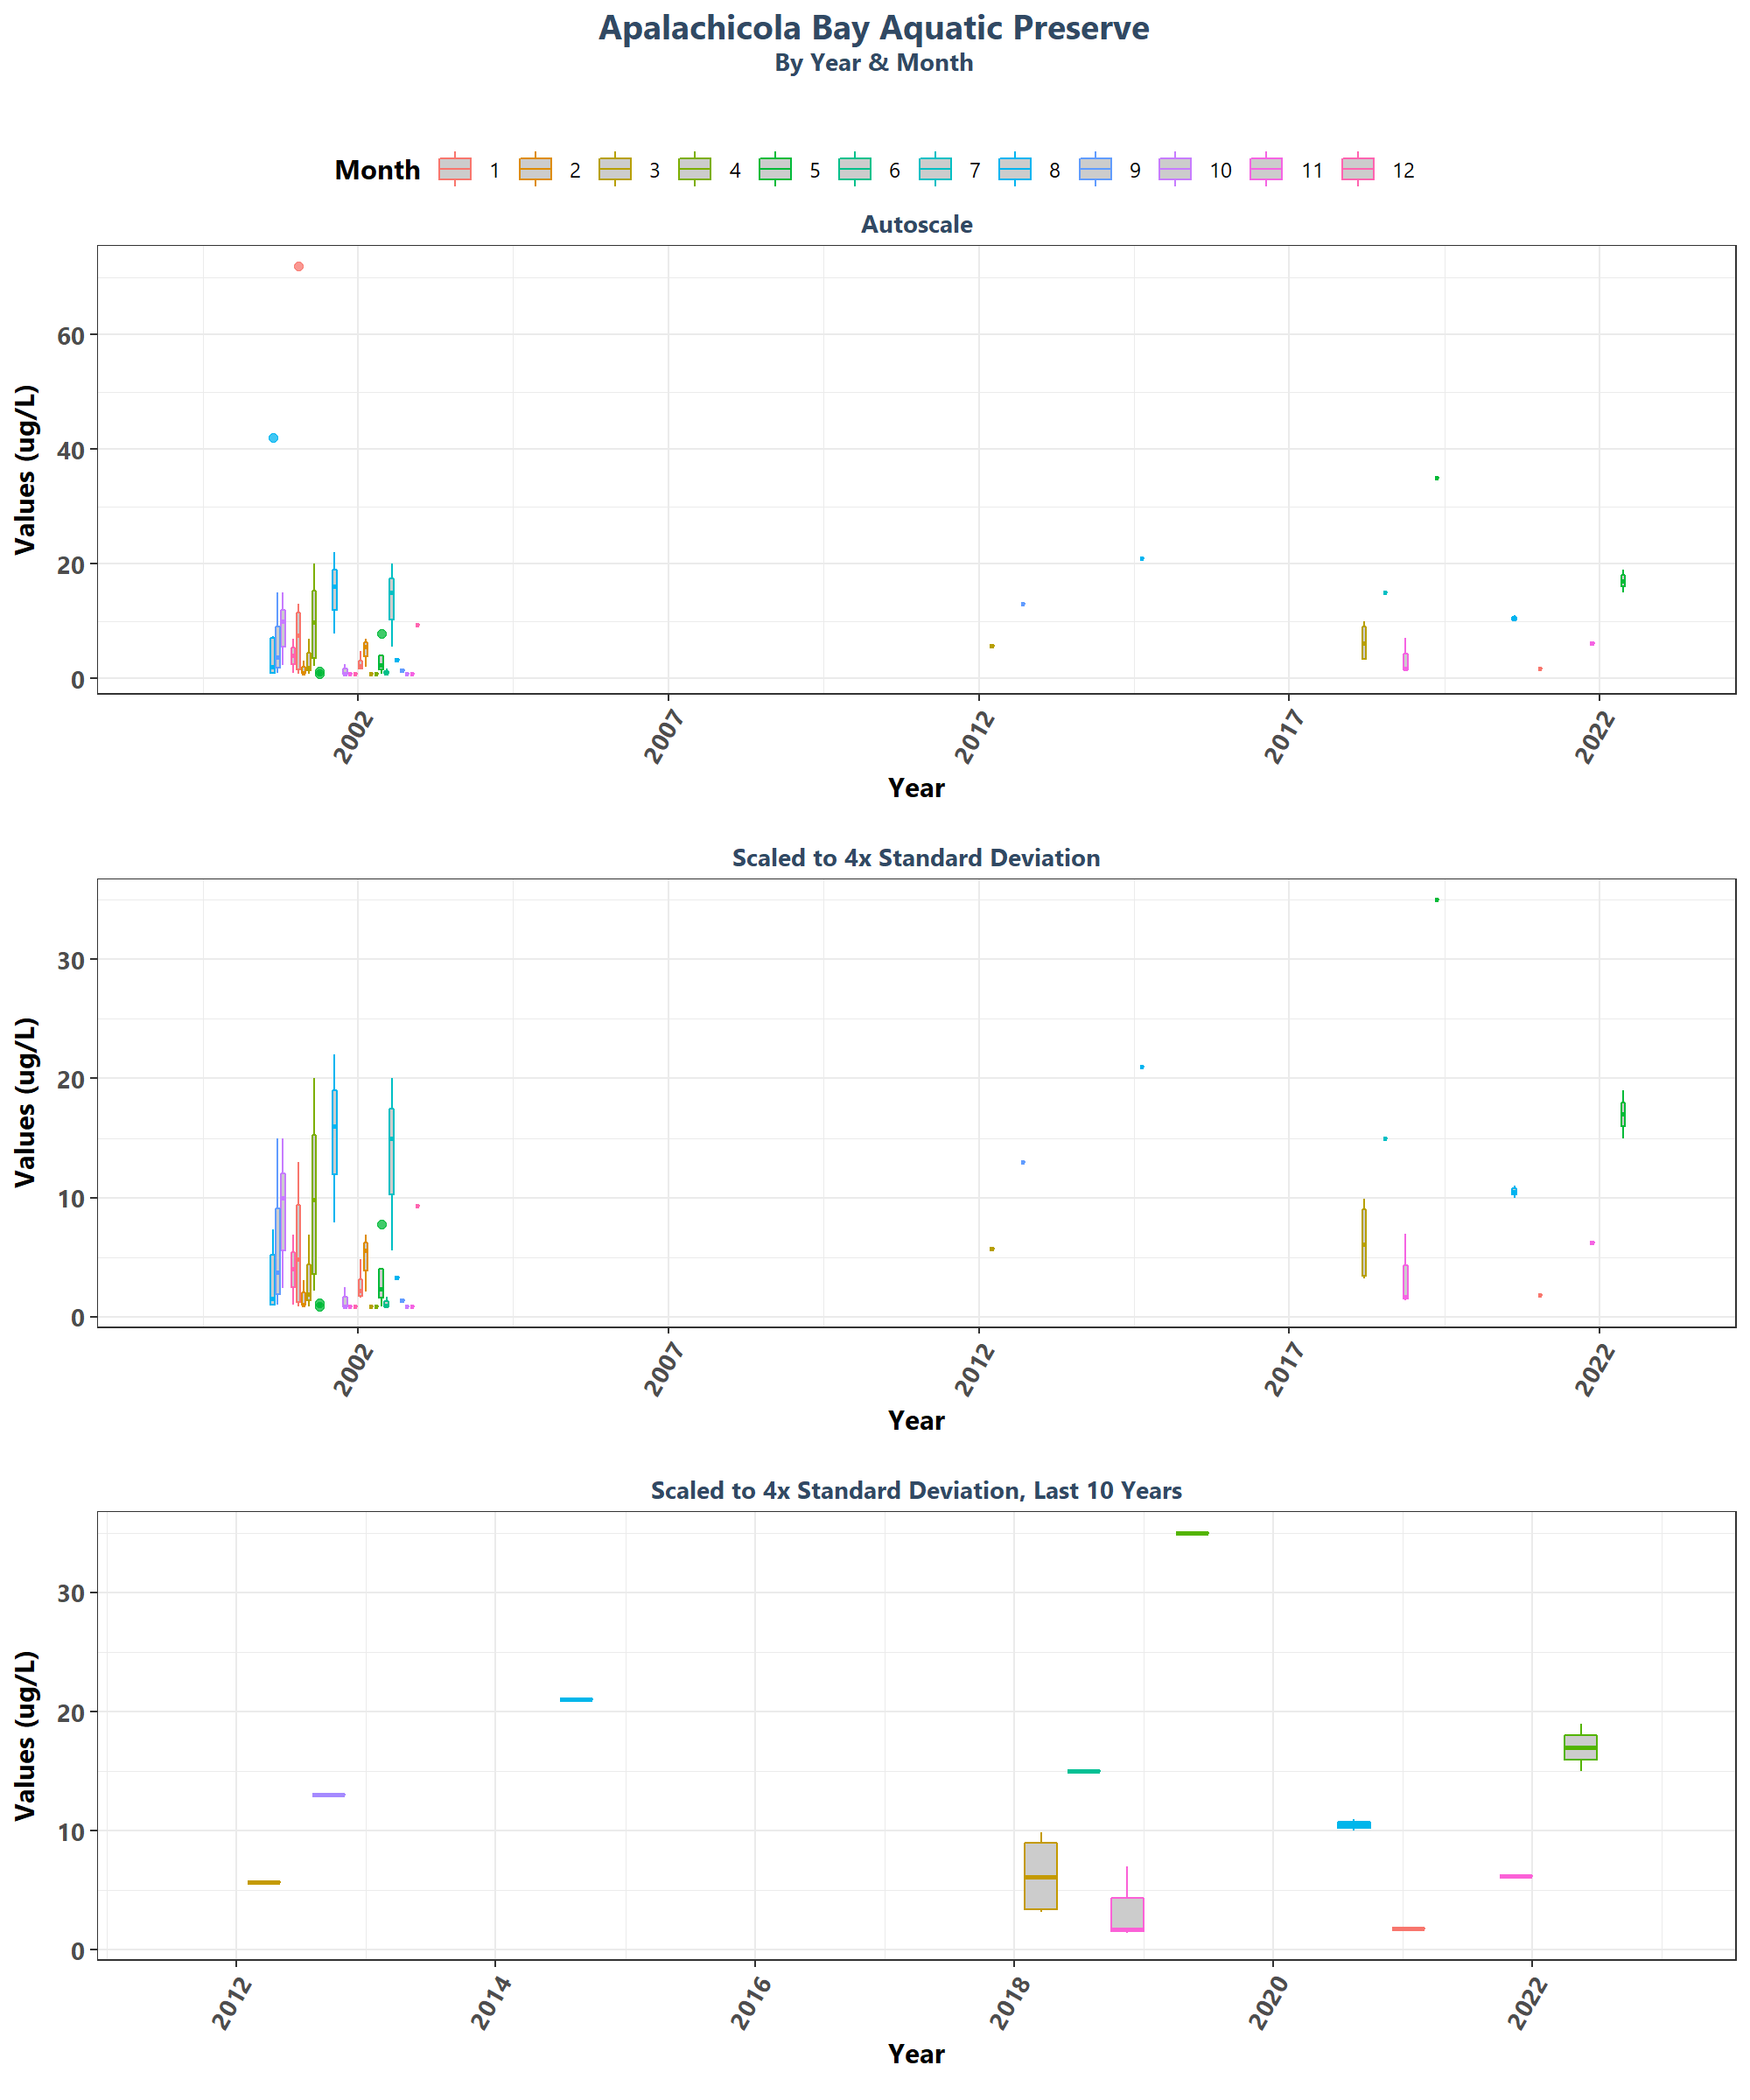 Apalachicola Bay Aquatic Preserve
By Year & Month
Month 1 2 3 4 5 6 7 8 9 10 11 12
Autoscale
Values (ug/L)
60
40
20
0
2002 2007 2012 2017 2022
Year
Scaled to 4x Standard Deviation
Values (ug/L)
30
20
10
0
2002 2007 2012 2017 2022
Year
Scaled to 4x Standard Deviation, Last 10 Years
Values (ug/L)
30
20
10
0
2012 2014 2016 2018 2020 2022
Year